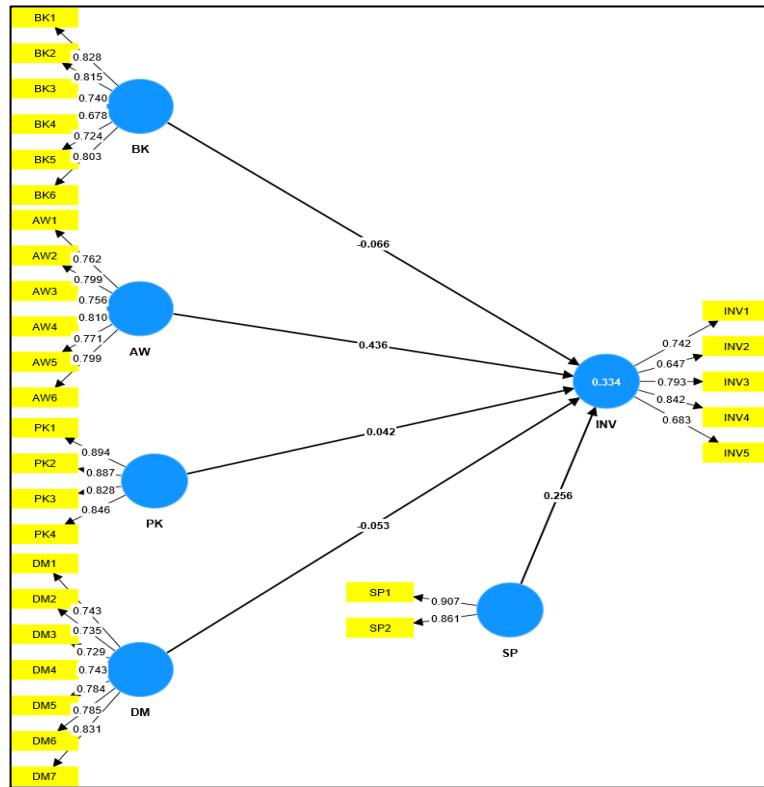 BK1
BK2
BK3
BK4
BK5
BK6
0.828
0.815
0.740
0.678
0.724
0.803
BK
AW1
AW2
AW3
AW4
AW5
AW6
0.762
0.799
0.756
0.810
0.771
0.799
AW
PK1
PK2
PK3
PK4
0.894
0.887
0.828
0.846
PK
DM1
DM2
DM3
DM4
DM5
DM6
DM7
0.743
0.735
0.729
0.743
0.784
0.785
0.831
DM
-0.066
0.436
0.042
-0.053
0.256
SP1
SP2
0.907
0.861
SP
0.334
INV
0.742
0.647
0.793
0.842
0.683
INV1
INV2
INV3
INV4
INV5